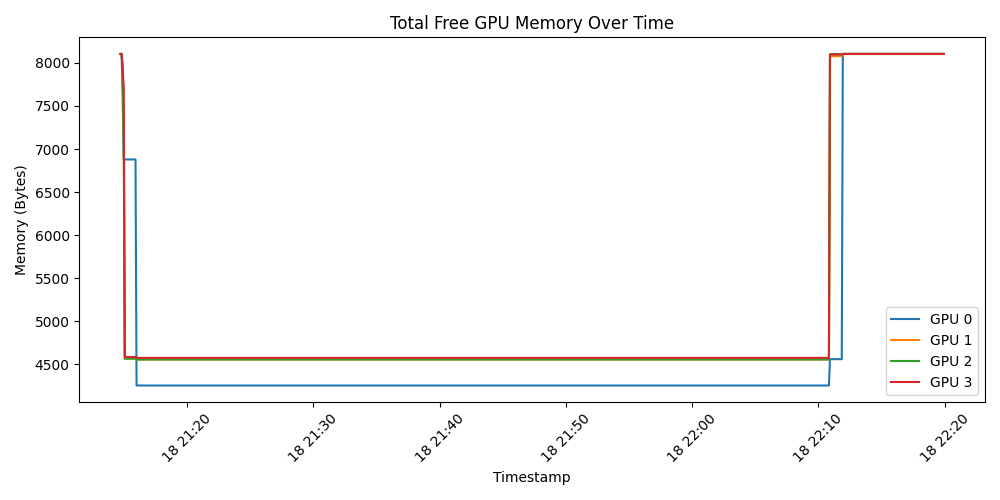 Total Free GPU Memory Over Time
Memory (Bytes)
8000
7500
7000
6500
6000
5500
5000
4500
GPU 0
GPU 1
GPU 2
GPU 3
18 21:20
18 21:30
18 21:40
18 21:50
18 22:00
18 22:10
18 22:20
Timestamp